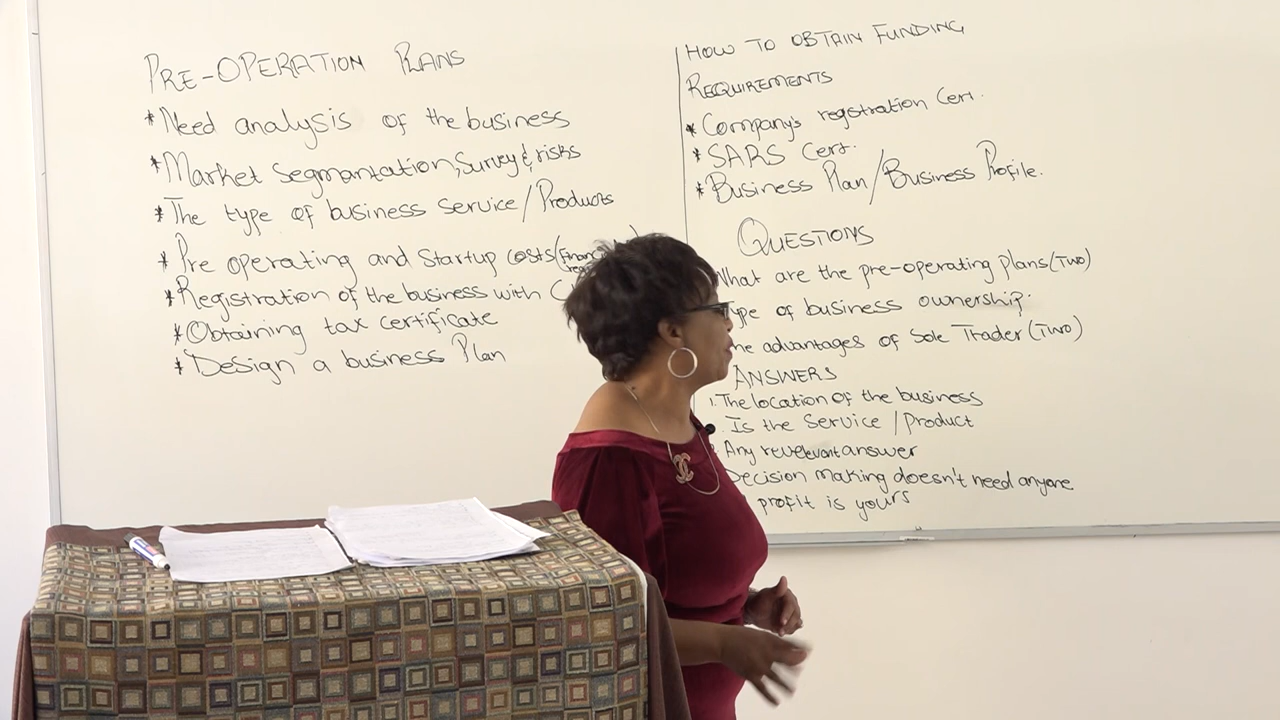 PRE-OPERATION PLANS
* Need analysis of the business
* Market segmantation, Survey & risks
* The type of business service/Products
* Pre operating and Startup costs (
* Registration of the business with
* Obtaining tax certificate
* Design a business Plan
HOW TO OBTAIN FUNDING
REQUIREMENTS
* Company's registration Cert.
* SARS Cert.
* Business Plan/Business Profile.
QUESTIONS
What are the pre-operating plans (Two)
of business ownership.
advantages of Sole Trader (Two)
ANSWERS
1. The location of the business
. Is the Service / Product
Any revelevant answer
Decision making doesn't need anyone
profit is yours